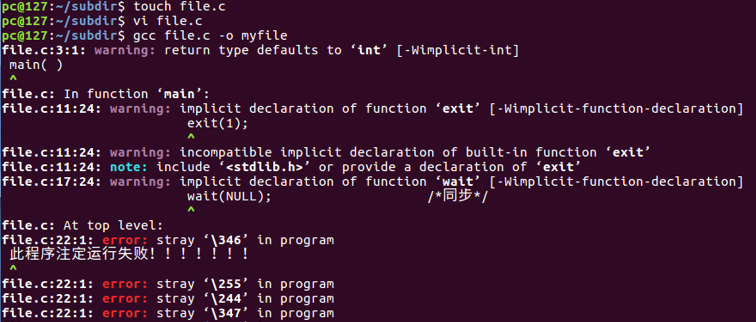 pc@127:~/subdir$ touch file.c
pc@127:~/subdir$ vi file.c
pc@127:~/subdir$ gcc file.c -o myfile
file.c:3:1: warning: return type defaults to ‘int’ [-Wimplicit-int]
main( )
^
file.c: In function ‘main’:
file.c:11:24: warning: implicit declaration of function ‘exit’ [-Wimplicit-function-declaration]
exit(1);
^
file.c:11:24: warning: incompatible implicit declaration of built-in function ‘exit’
file.c:11:24: note: include ‘<stdlib.h>’ or provide a declaration of ‘exit’
file.c:17:24: warning: implicit declaration of function ‘wait’ [-Wimplicit-function-declaration]
wait(NULL); /*同步*/
^
file.c: At top level:
file.c:22:1: error: stray ‘\346’ in program
此程序注定运行失败！！！！！！！
^
file.c:22:1: error: stray ‘\255’ in program
file.c:22:1: error: stray ‘\244’ in program
file.c:22:1: error: stray ‘\347’ in program